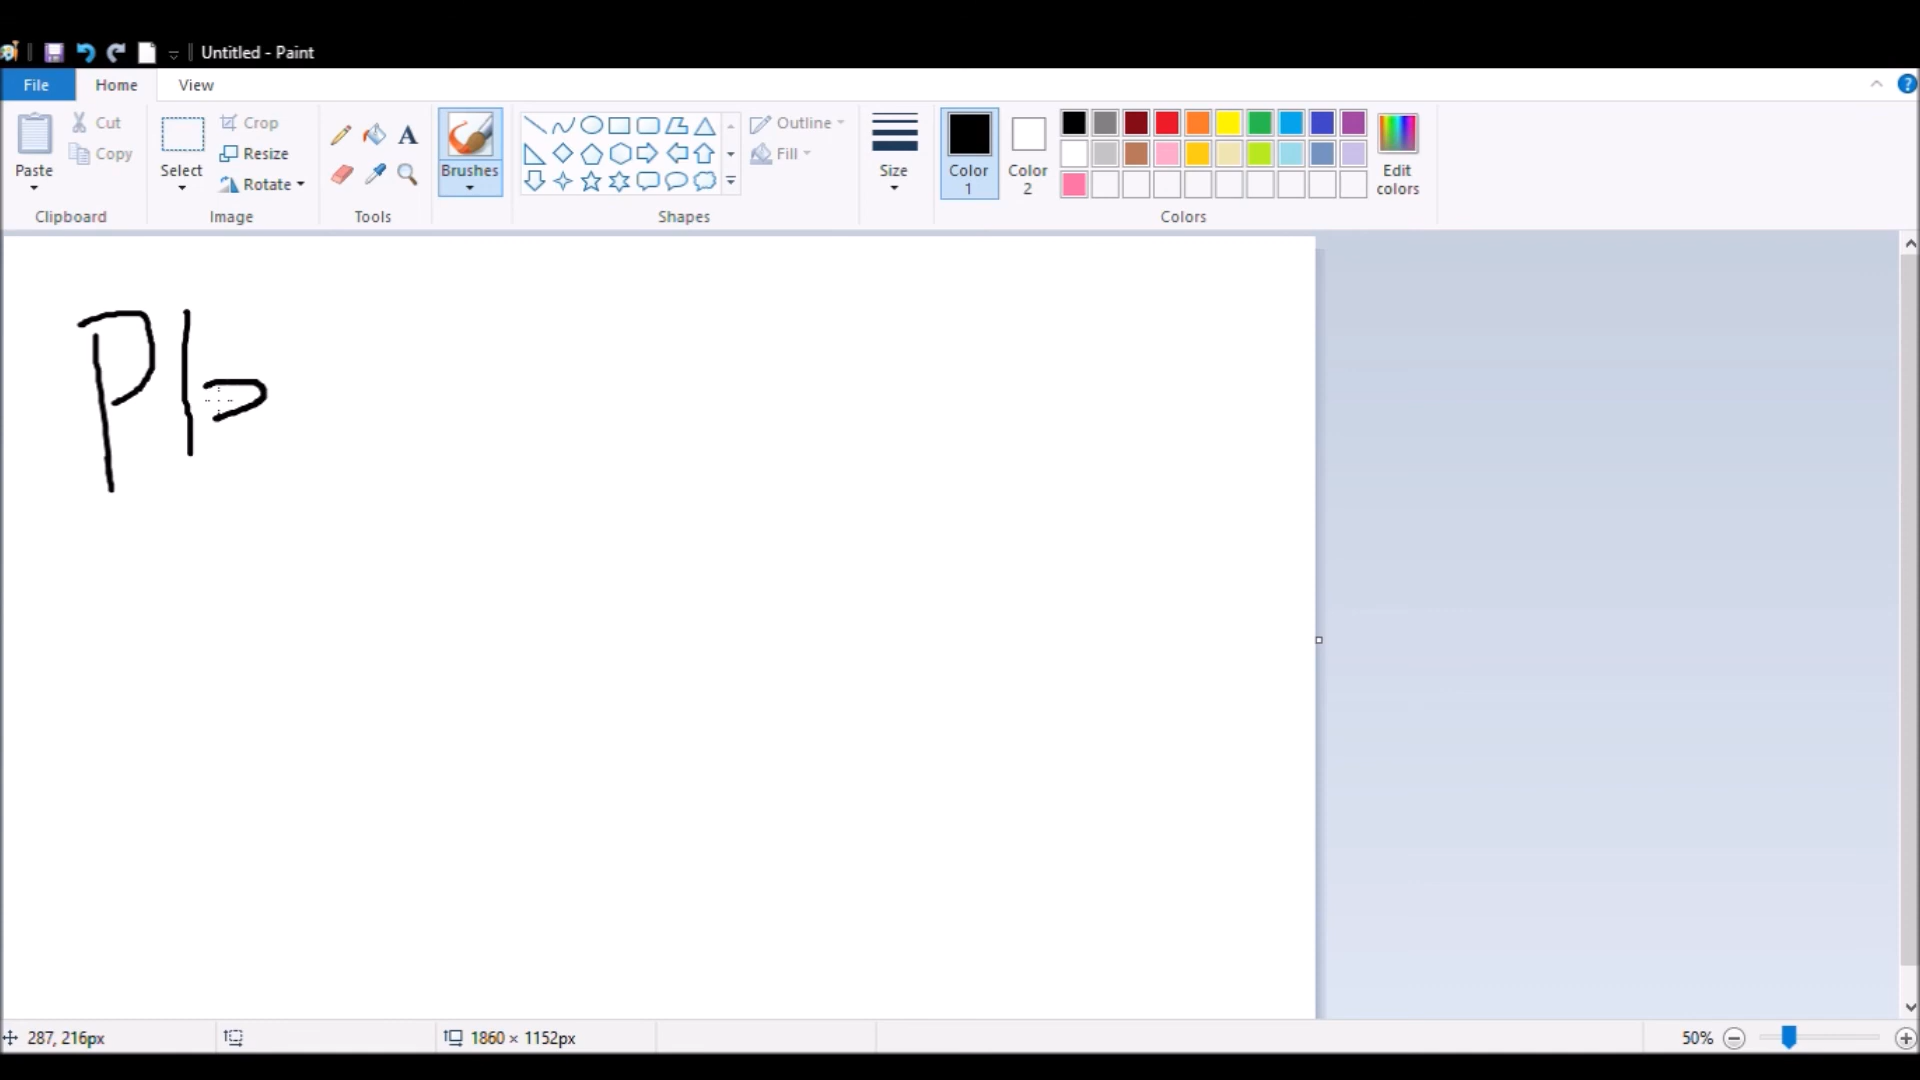 Untitled - Paint
File Home View
Paste Cut Copy Clipboard
Select Crop Resize Rotate Image
Tools
Brushes
Outline Fill Shapes
Size
Color 1 Color 2 Edit colors Colors
Pl
287, 216px 1860 × 1152px 50%